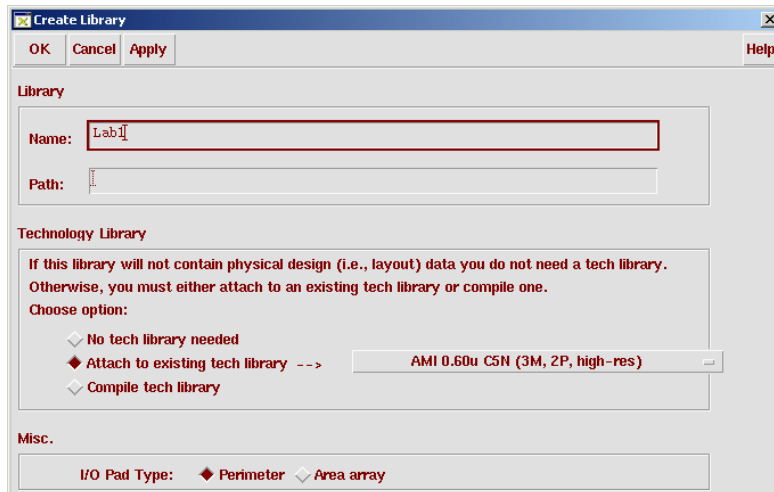 Create Library
OK Cancel Apply Help
Library
Name: Lab1
Path:
Technology Library
If this library will not contain physical design (i.e., layout) data you do not need a tech library.
Otherwise, you must either attach to an existing tech library or compile one.
Choose option:
No tech library needed
Attach to existing tech library --> AMI 0.60u C5N (3M, 2P, high-res)
Compile tech library
Misc.
I/O Pad Type: Perimeter Area array